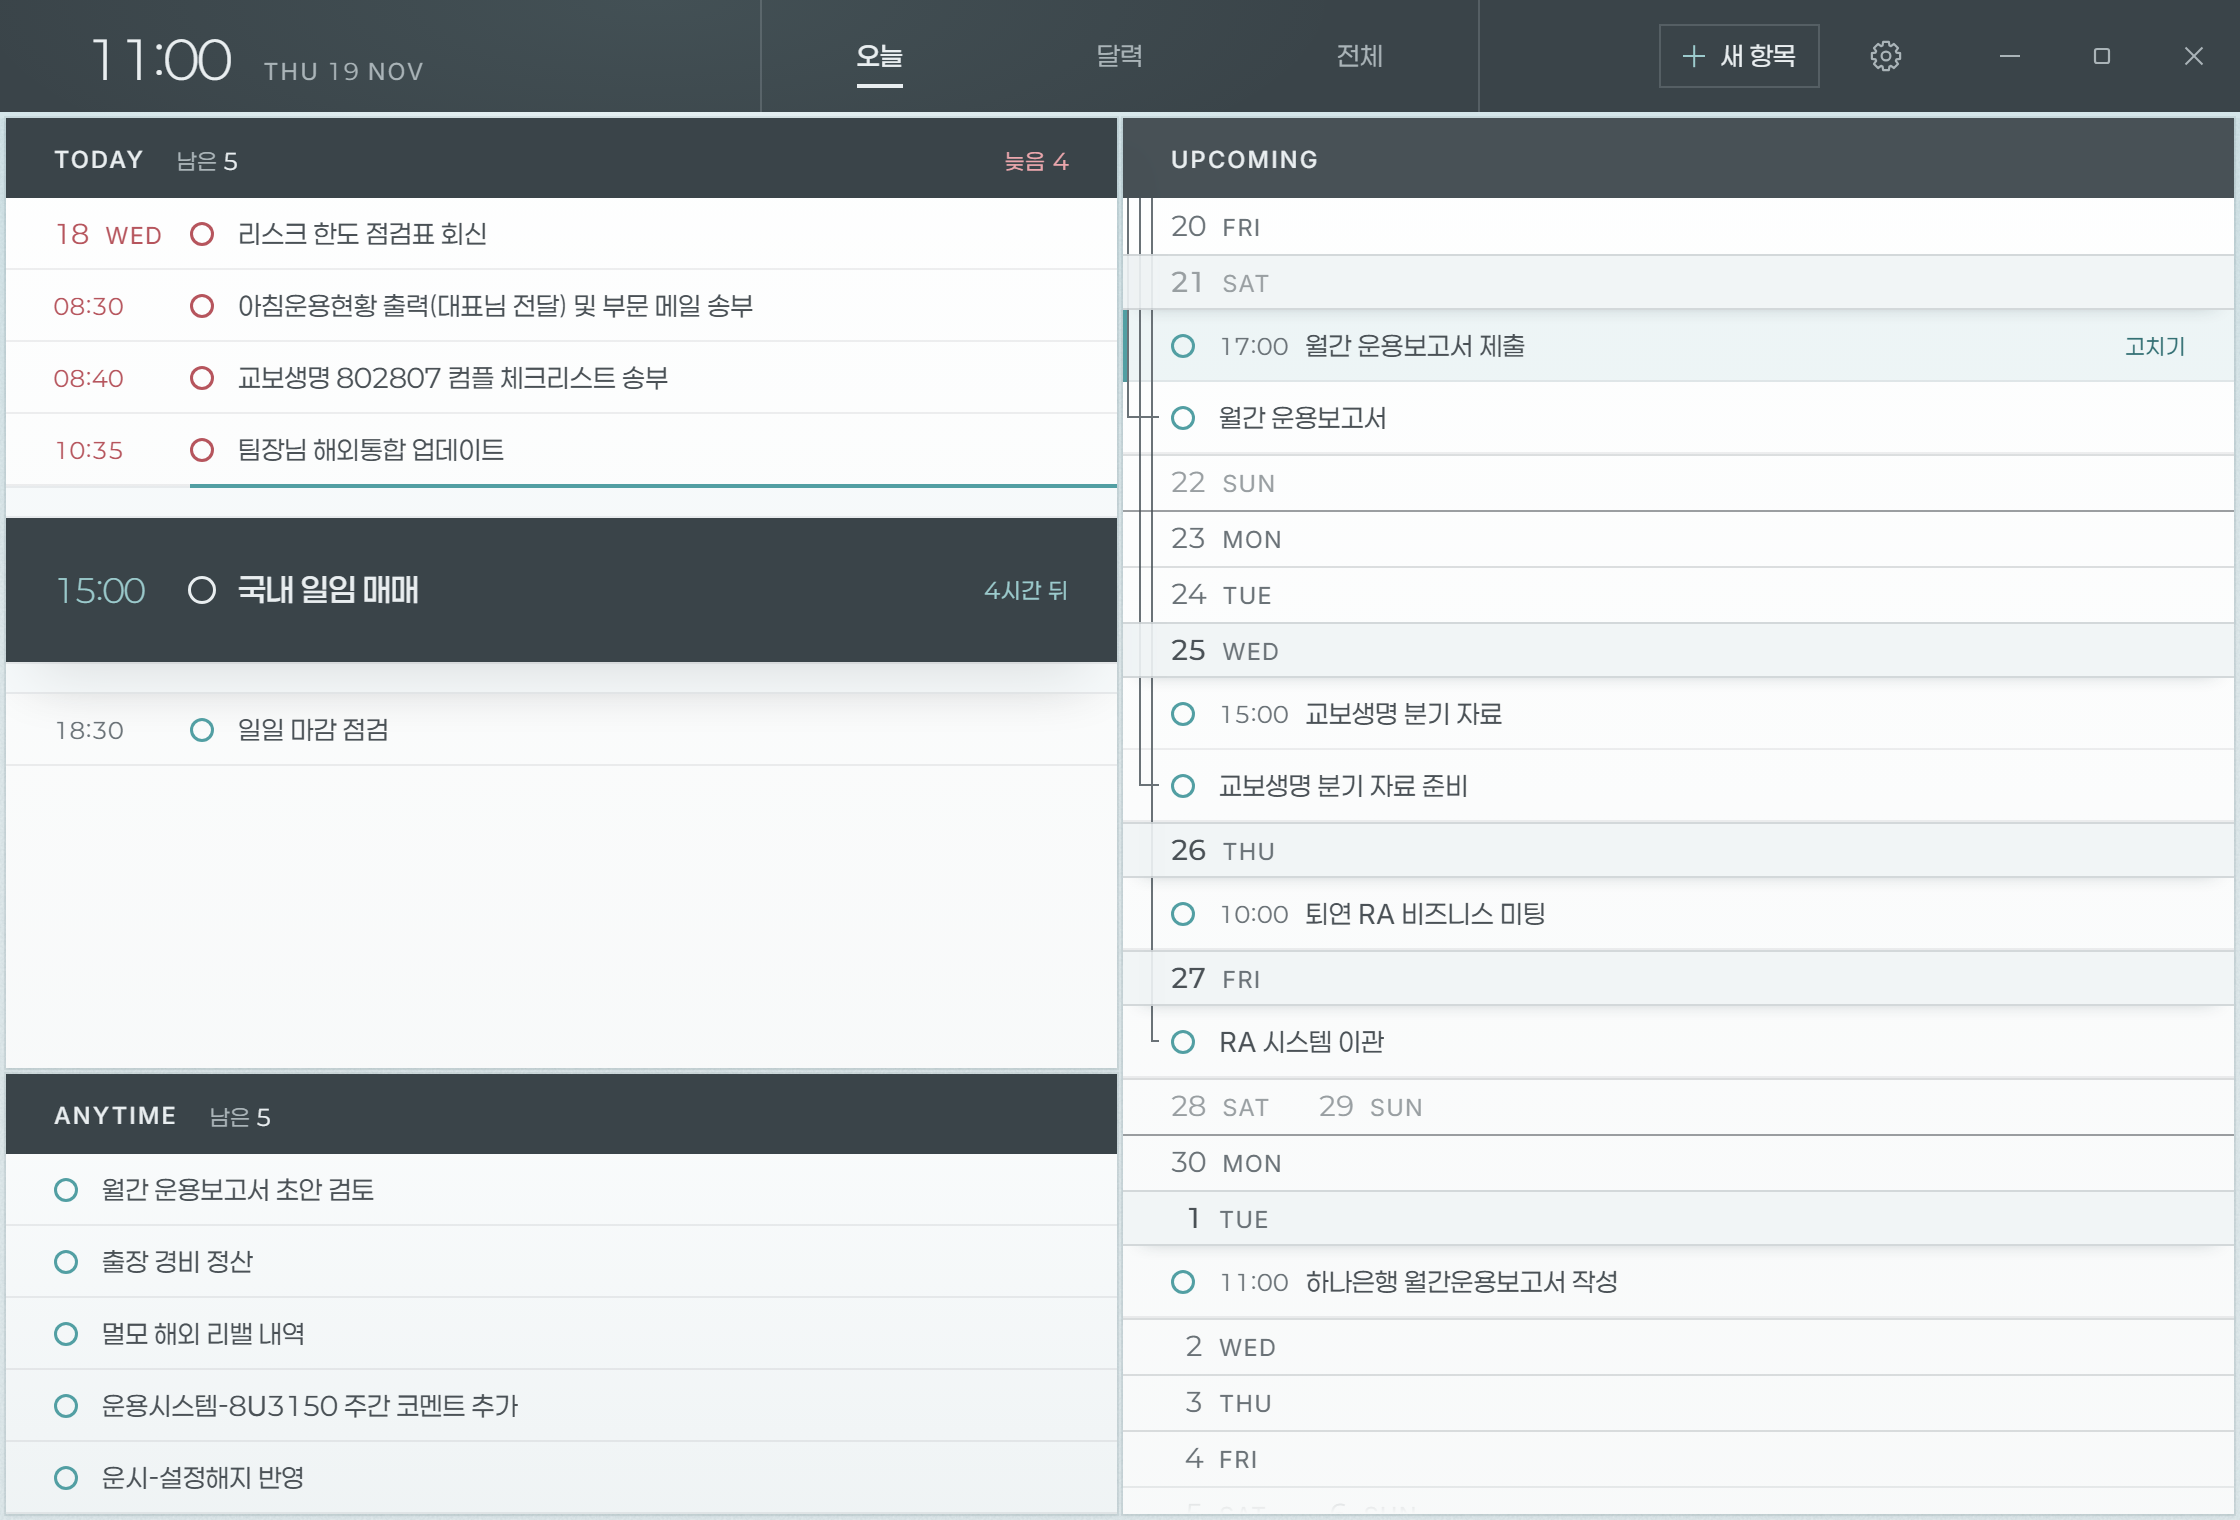 11:00 THU 19 NOV
오늘
달력
전체
새 항목
TODAY 남은 5 늦음 4
18 WED 리스크 한도 점검표 회신
08:30 아침운용현황 출력(대표님 전달) 및 부문 메일 송부
08:40 교보생명 802807 컴플 체크리스트 송부
10:35 팀장님 해외통합 업데이트
15:00 국내 일임 매매 4시간 뒤
18:30 일일 마감 점검
ANYTIME 남은 5
월간 운용보고서 초안 검토
출장 경비 정산
멀모 해외 리밸 내역
운용시스템-8U3150 주간 코멘트 추가
운시-설정해지 반영
UPCOMING
20 FRI
21 SAT
17:00 월간 운용보고서 제출 고치기
월간 운용보고서
22 SUN
23 MON
24 TUE
25 WED
15:00 교보생명 분기 자료
교보생명 분기 자료 준비
26 THU
10:00 퇴연 RA 비즈니스 미팅
27 FRI
RA 시스템 이관
28 SAT 29 SUN
30 MON
1 TUE
11:00 하나은행 월간운용보고서 작성
2 WED
3 THU
4 FRI
5 SAT 6 SUN